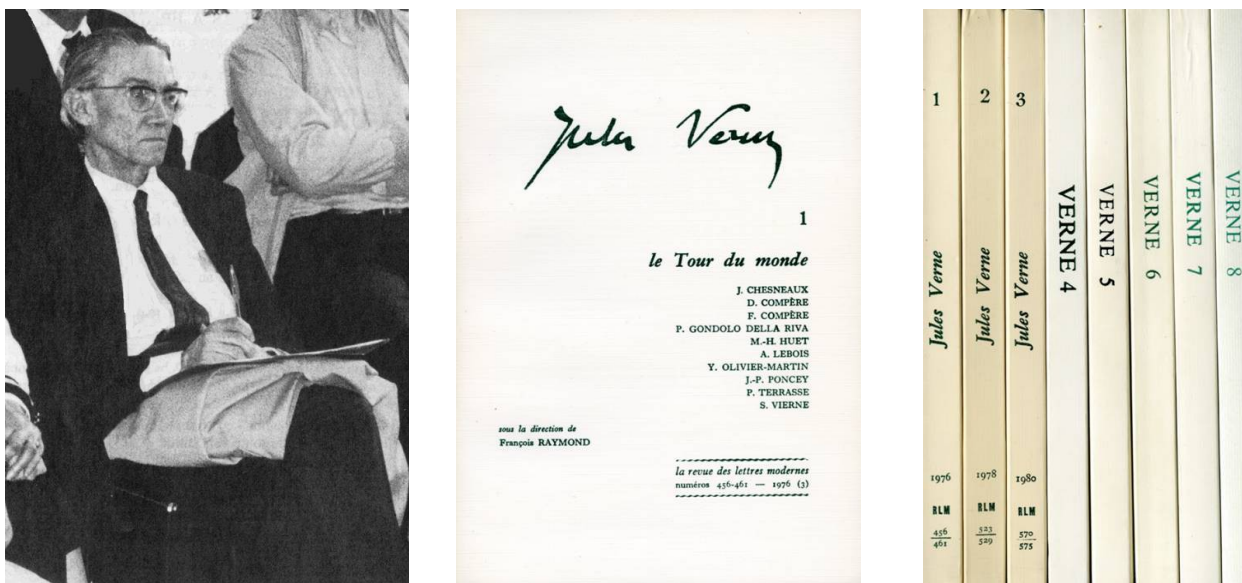 Jules Verne
1
le Tour du monde
J. CHESNEAUX
D. COMPÈRE
F. COMPÈRE
P. GONDOLO DELLA RIVA
M.-H. HUET
A. LEBOIS
Y. OLIVIER-MARTIN
J.-P. PONCEY
P. TERRASSE
S. VIERNE
sous la direction de
François RAYMOND
la revue des lettres modernes
numéros 456-461 — 1976 (3)
1
Jules Verne
1976
RLM
456
461
2
Jules Verne
1978
RLM
523
529
3
Jules Verne
1980
RLM
570
575
VERNE 4
VERNE 5
VERNE 6
VERNE 7
VERNE 8